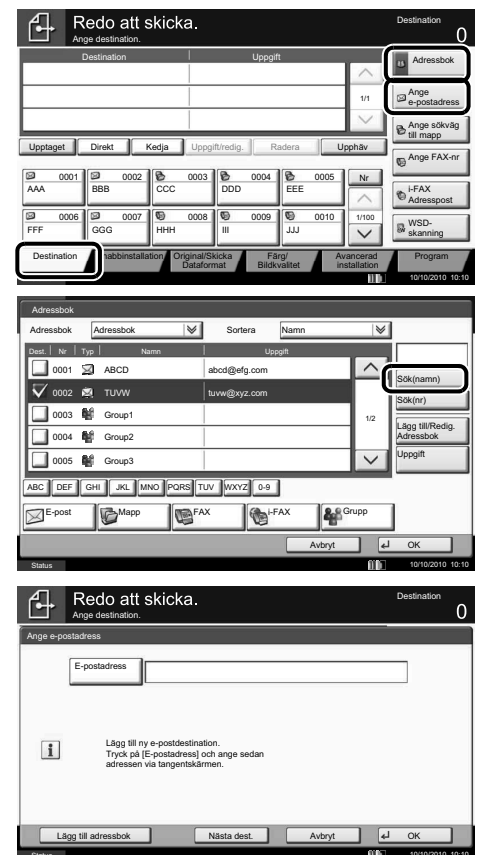 Redo att skicka.
Ange destination.
Destination
0
Destination Uppgift
1/1
Adressbok
Ange
e-postadress
Ange sökväg
till mapp
Ange FAX-nr
i-FAX
Adresspost
WSD-
skanning
Upptaget Direkt Kedja Uppgift/redig. Radera Upphäv
0001 0002 0003 0004 0005 Nr
AAA BBB CCC DDD EEE
0006 0007 0008 0009 0010 1/100
FFF GGG HHH III JJJ
Destination nabbinstallation Original/Skicka Dataformat Färg/Bildkvalitet Avancerad installation Program
10/10/2010 10:10
Adressbok
Adressbok Adressbok Sortera Namn
Dest. Nr Typ Namn Uppgift
0001 ABCD abcd@efg.com
0002 TUVW tuvw@xyz.com
0003 Group1
0004 Group2
0005 Group3
1/2
Sök(namn)
Sök(nr)
Lägg till/Redig.
Adressbok
Uppgift
ABC DEF GHI JKL MNO PQRS TUV WXYZ 0-9
E-post Mapp FAX i-FAX Grupp
Avbryt OK
Status 10/10/2010 10:10
Redo att skicka.
Ange destination.
Destination
0
Ange e-postadress
E-postadress
Lägg till ny e-postdestination.
Tryck på [E-postadress] och ange sedan
adressen via tangentskärmen.
Lägg till adressbok Nästa dest. Avbryt OK
Status 10/10/2010 10:10